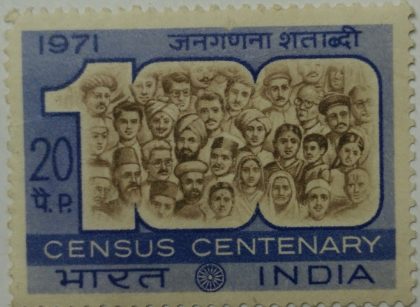 1971 जनगणना शताब्दी
100
20
पै. P.
CENSUS CENTENARY
भारत INDIA